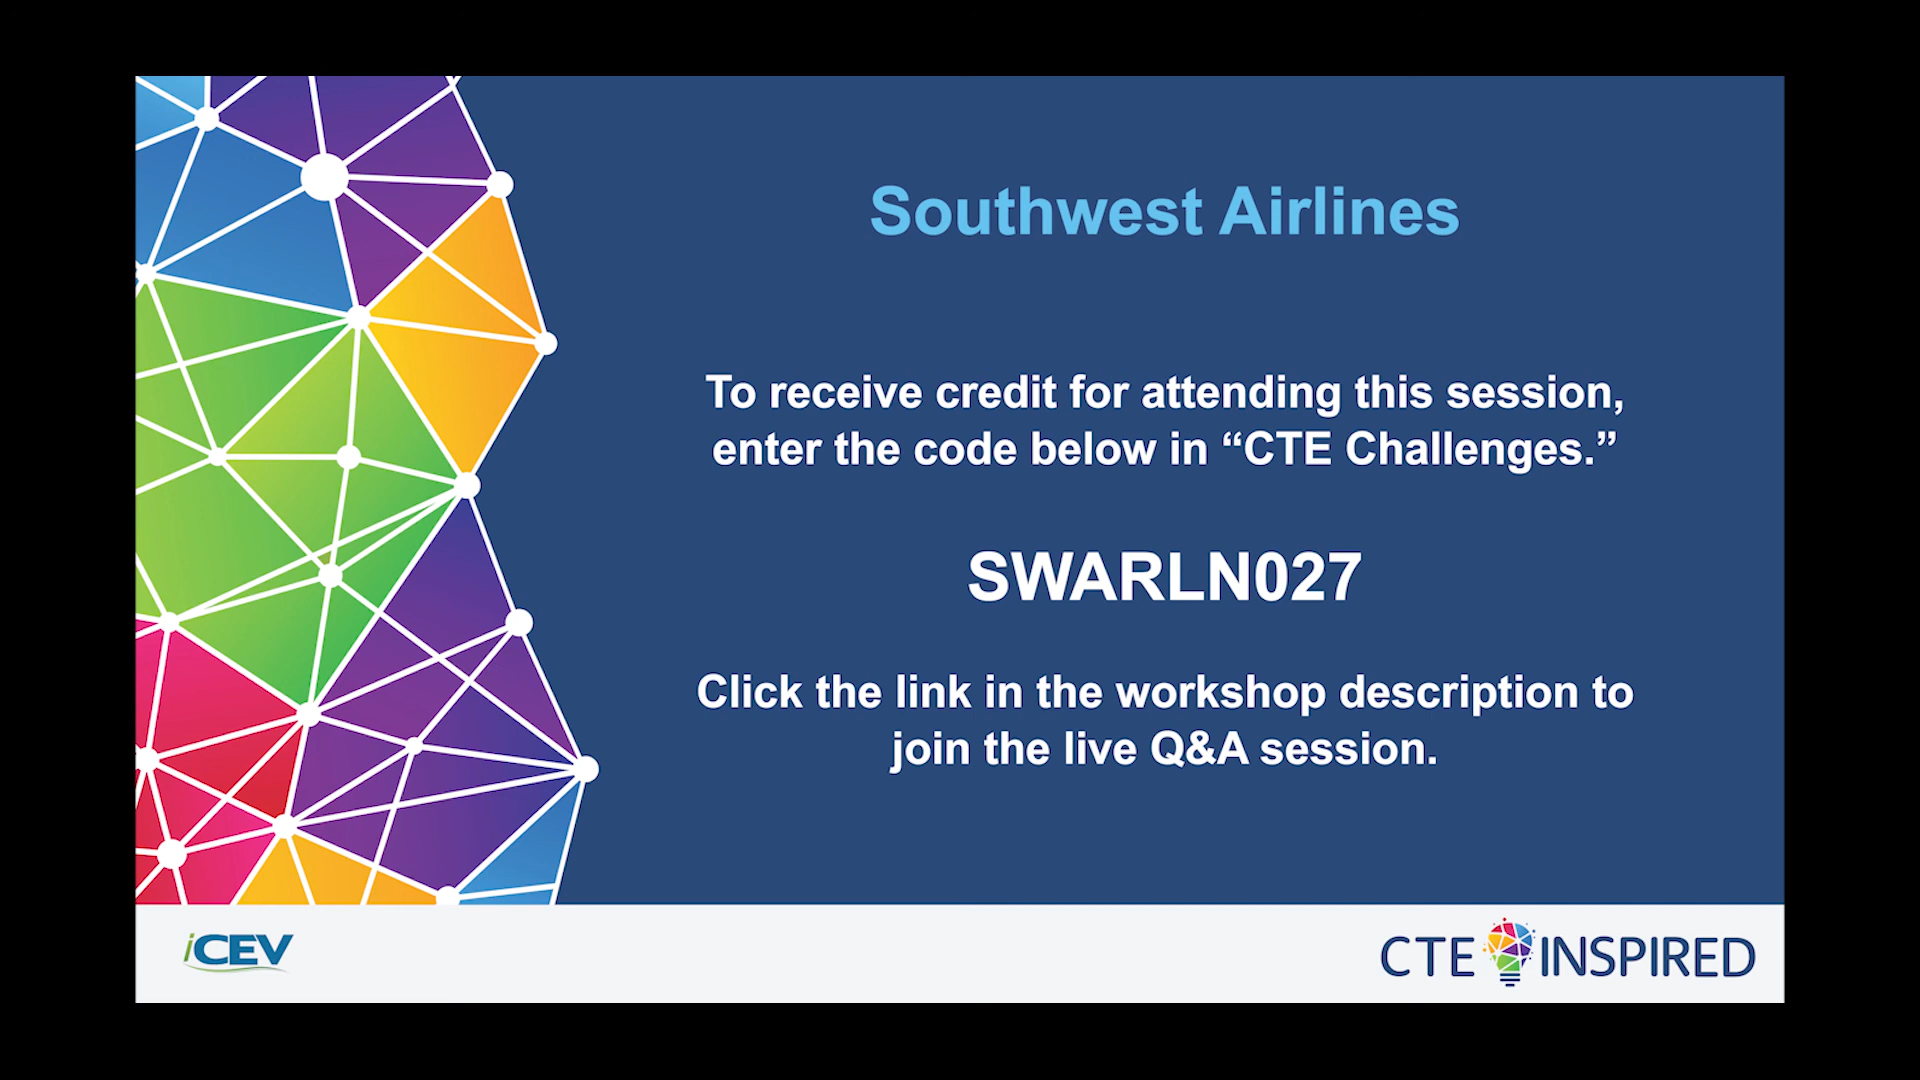 Southwest Airlines
To receive credit for attending this session,
enter the code below in “CTE Challenges.”
SWARLN027
Click the link in the workshop description to
join the live Q&A session.
iCEV
CTE INSPIRED